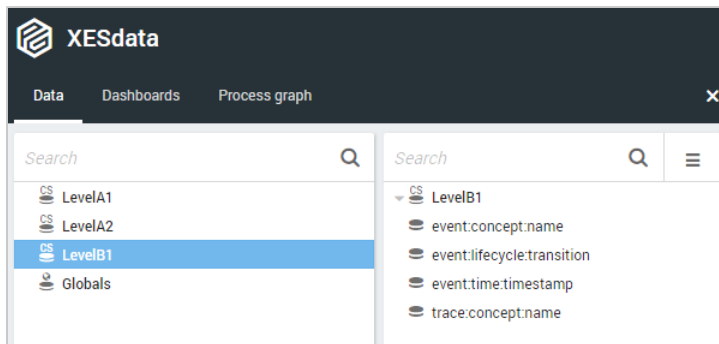 XESdata
Data Dashboards Process graph
Search
CS LevelA1
CS LevelA2
CS LevelB1
Globals
Search
CS LevelB1
event:concept:name
event:lifecycle:transition
event:time:timestamp
trace:concept:name